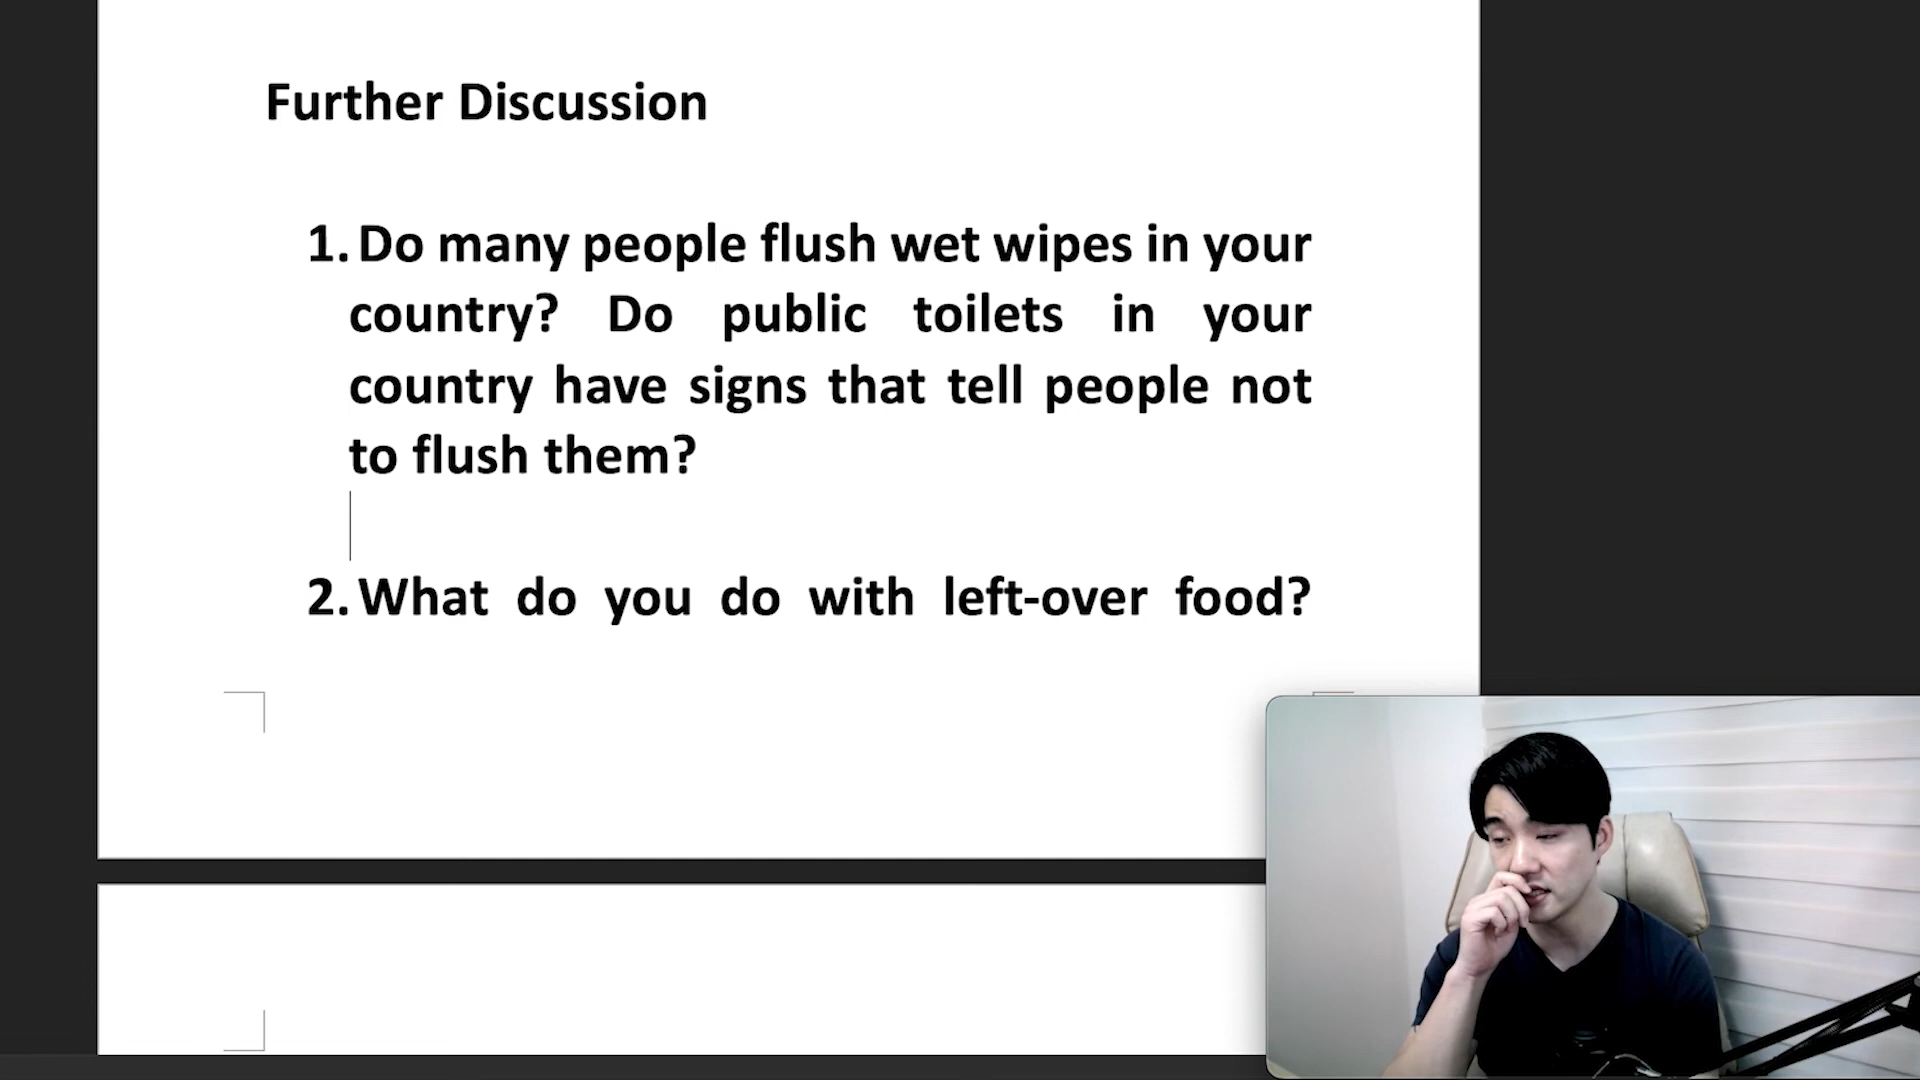 Further Discussion
1. Do many people flush wet wipes in your
country? Do public toilets in your
country have signs that tell people not
to flush them?
2. What do you do with left-over food?